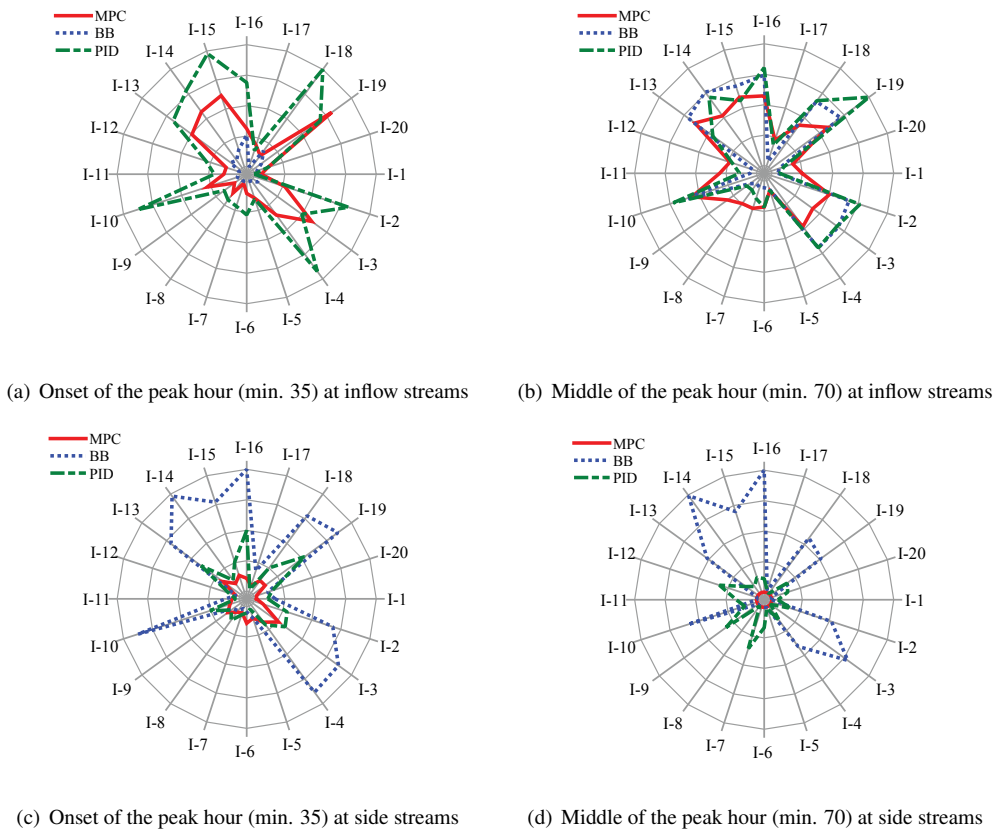 MPC
BB
PID
I-16
I-15
I-17
I-14
I-18
I-13
I-19
I-12
I-20
I-11
I-1
I-10
I-2
I-9
I-3
I-8
I-4
I-7
I-5
I-6
(a) Onset of the peak hour (min. 35) at inflow streams
MPC
BB
PID
I-16
I-15
I-17
I-14
I-18
I-13
I-19
I-12
I-20
I-11
I-1
I-10
I-2
I-9
I-3
I-8
I-4
I-7
I-5
I-6
(b) Middle of the peak hour (min. 70) at inflow streams
MPC
BB
PID
I-16
I-15
I-17
I-14
I-18
I-13
I-19
I-12
I-20
I-11
I-1
I-10
I-2
I-9
I-3
I-8
I-4
I-7
I-5
I-6
(c) Onset of the peak hour (min. 35) at side streams
MPC
BB
PID
I-16
I-15
I-17
I-14
I-18
I-13
I-19
I-12
I-20
I-11
I-1
I-10
I-2
I-9
I-3
I-8
I-4
I-7
I-5
I-6
(d) Middle of the peak hour (min. 70) at side streams